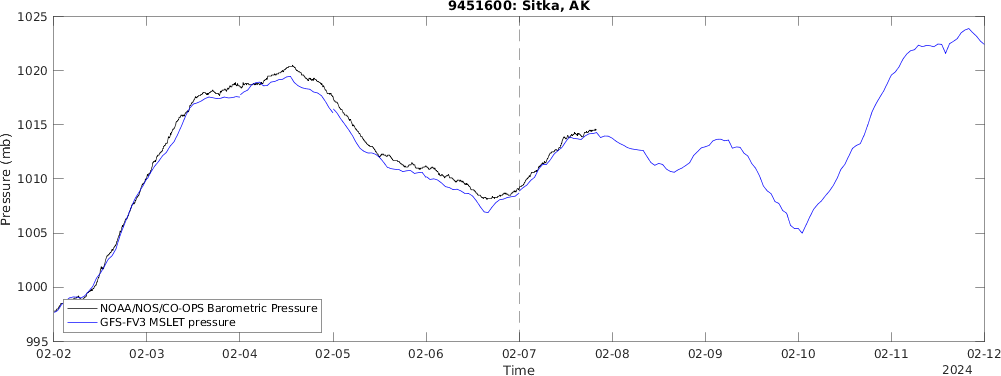 9451600: Sitka, AK
1025
1020
1015
1010
1005
1000
995
Pressure (mb)
NOAA/NOS/CO-OPS Barometric Pressure
GFS-FV3 MSLET pressure
02-02 02-03 02-04 02-05 02-06 02-07 02-08 02-09 02-10 02-11 02-12
Time
2024